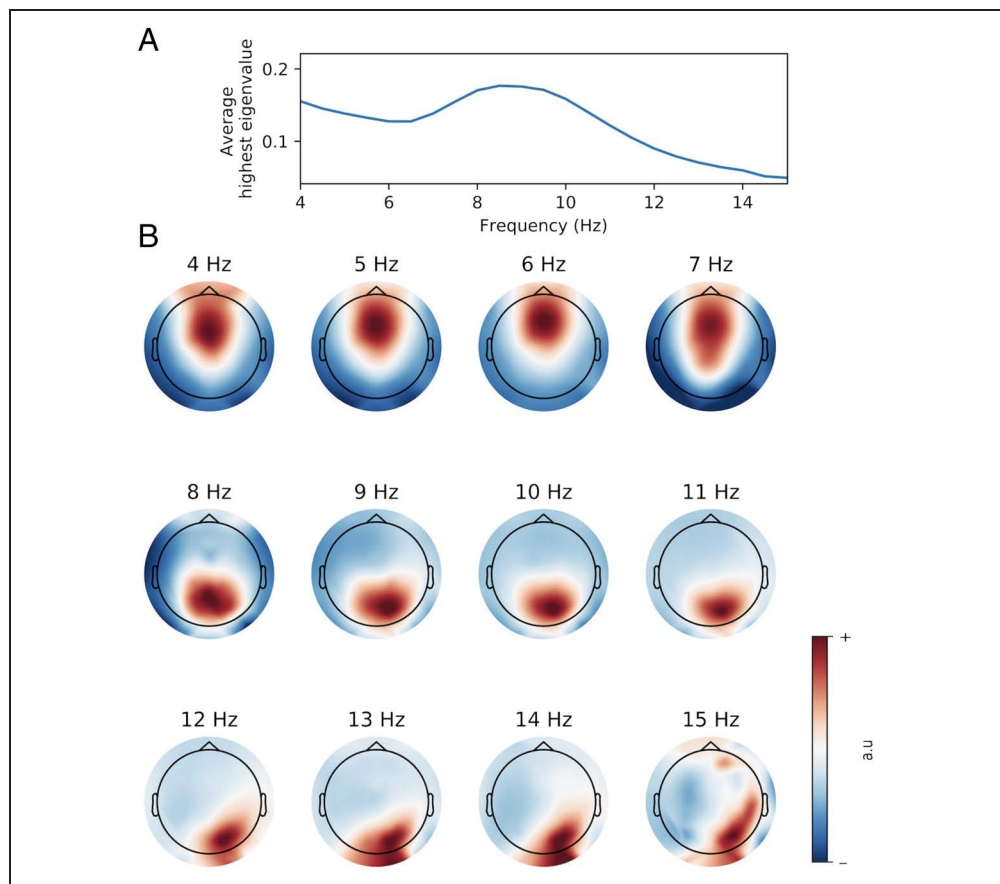 A
Average
highest eigenvalue
0.2
0.1
4 6 8 10 12 14
Frequency (Hz)
B
4 Hz 5 Hz 6 Hz 7 Hz
8 Hz 9 Hz 10 Hz 11 Hz
12 Hz 13 Hz 14 Hz 15 Hz
+
a.u
−